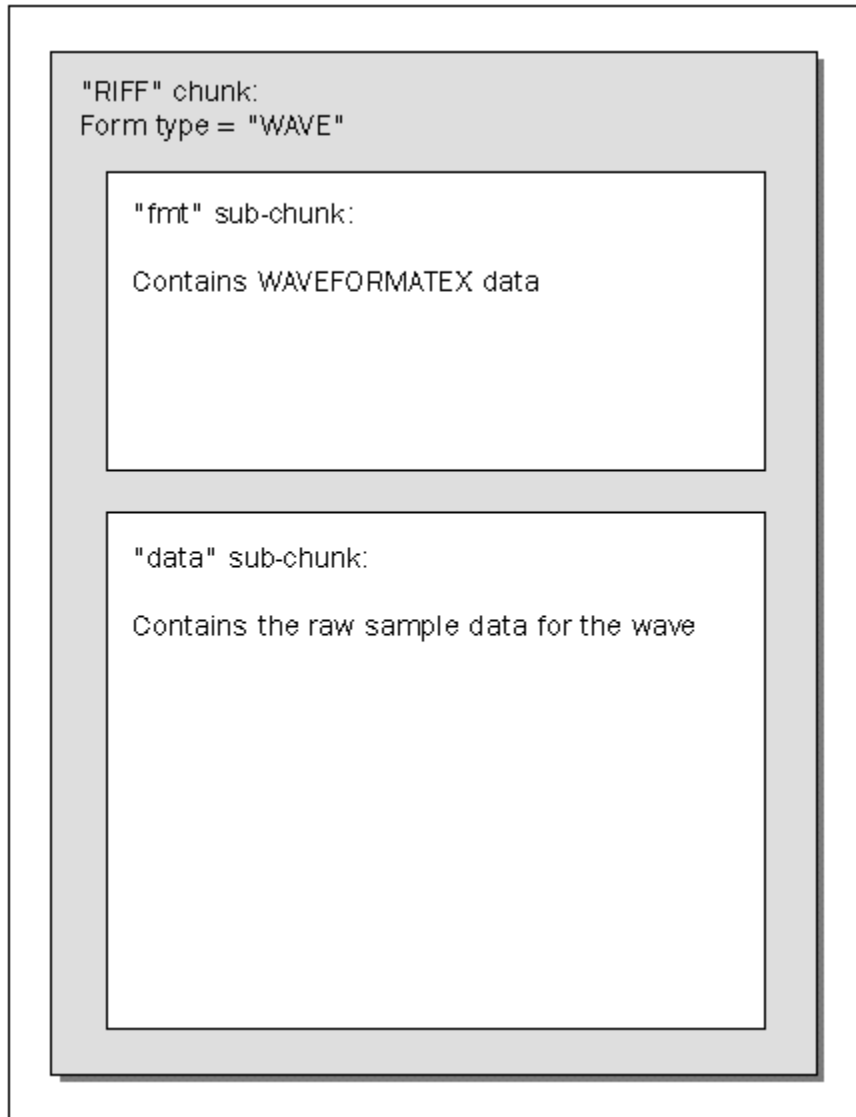 "RIFF" chunk:
Form type = "WAVE"
"fmt" sub-chunk:
Contains WAVEFORMATEX data
"data" sub-chunk:
Contains the raw sample data for the wave